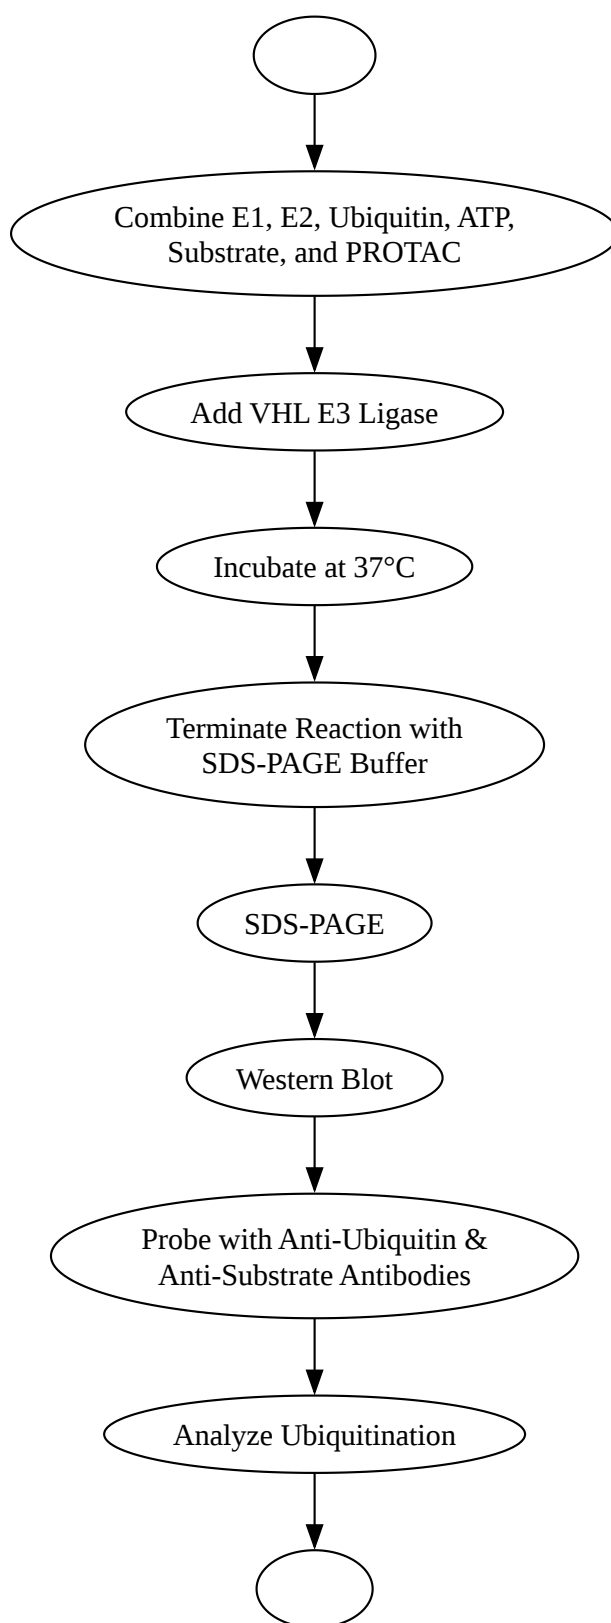 Combine E1, E2, Ubiquitin, ATP,
Substrate, and PROTAC
Add VHL E3 Ligase
Incubate at 37°C
Terminate Reaction with
SDS-PAGE Buffer
SDS-PAGE
Western Blot
Probe with Anti-Ubiquitin &
Anti-Substrate Antibodies
Analyze Ubiquitination